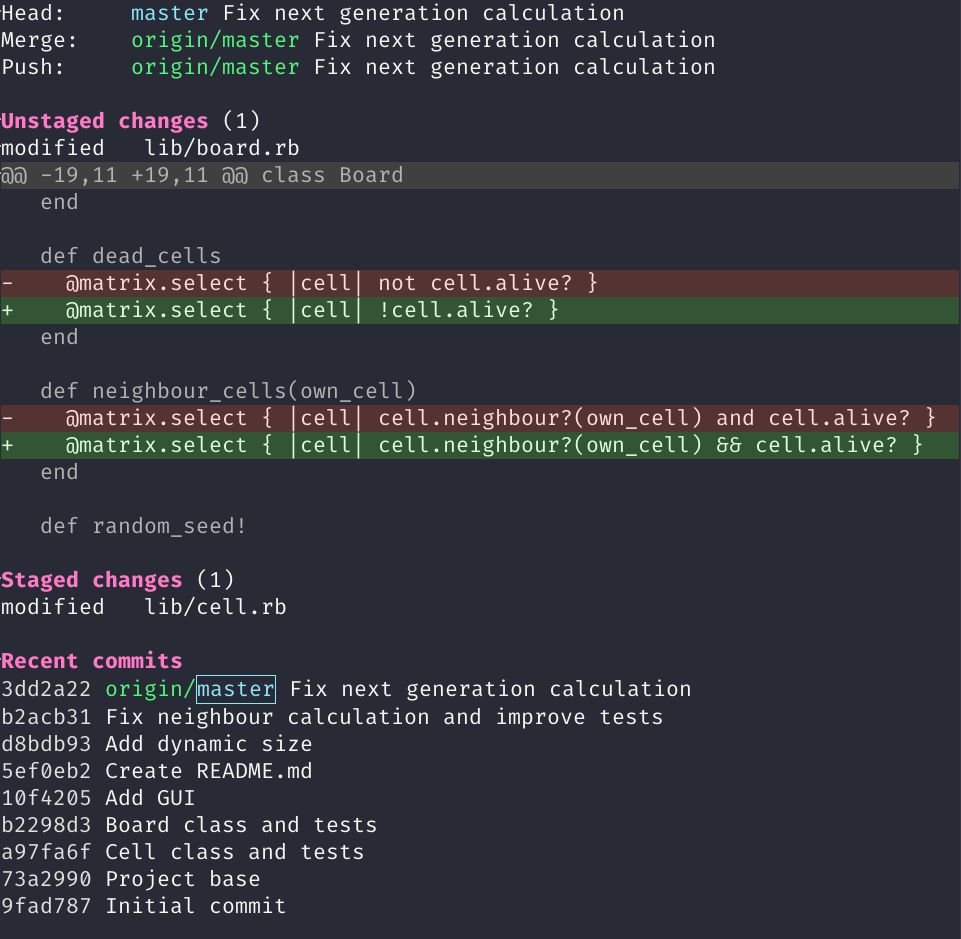 Head:     master Fix next generation calculation
Merge:    origin/master Fix next generation calculation
Push:     origin/master Fix next generation calculation
Unstaged changes (1)
modified   lib/board.rb
@@ -19,11 +19,11 @@ class Board
   end
   def dead_cells
-    @matrix.select { |cell| not cell.alive? }
+    @matrix.select { |cell| !cell.alive? }
   end
   def neighbour_cells(own_cell)
-    @matrix.select { |cell| cell.neighbour?(own_cell) and cell.alive? }
+    @matrix.select { |cell| cell.neighbour?(own_cell) && cell.alive? }
   end
   def random_seed!
Staged changes (1)
modified   lib/cell.rb
Recent commits
3dd2a22 origin/master Fix next generation calculation
b2acb31 Fix neighbour calculation and improve tests
d8bdb93 Add dynamic size
5ef0eb2 Create README.md
10f4205 Add GUI
b2298d3 Board class and tests
a97fa6f Cell class and tests
73a2990 Project base
9fad787 Initial commit